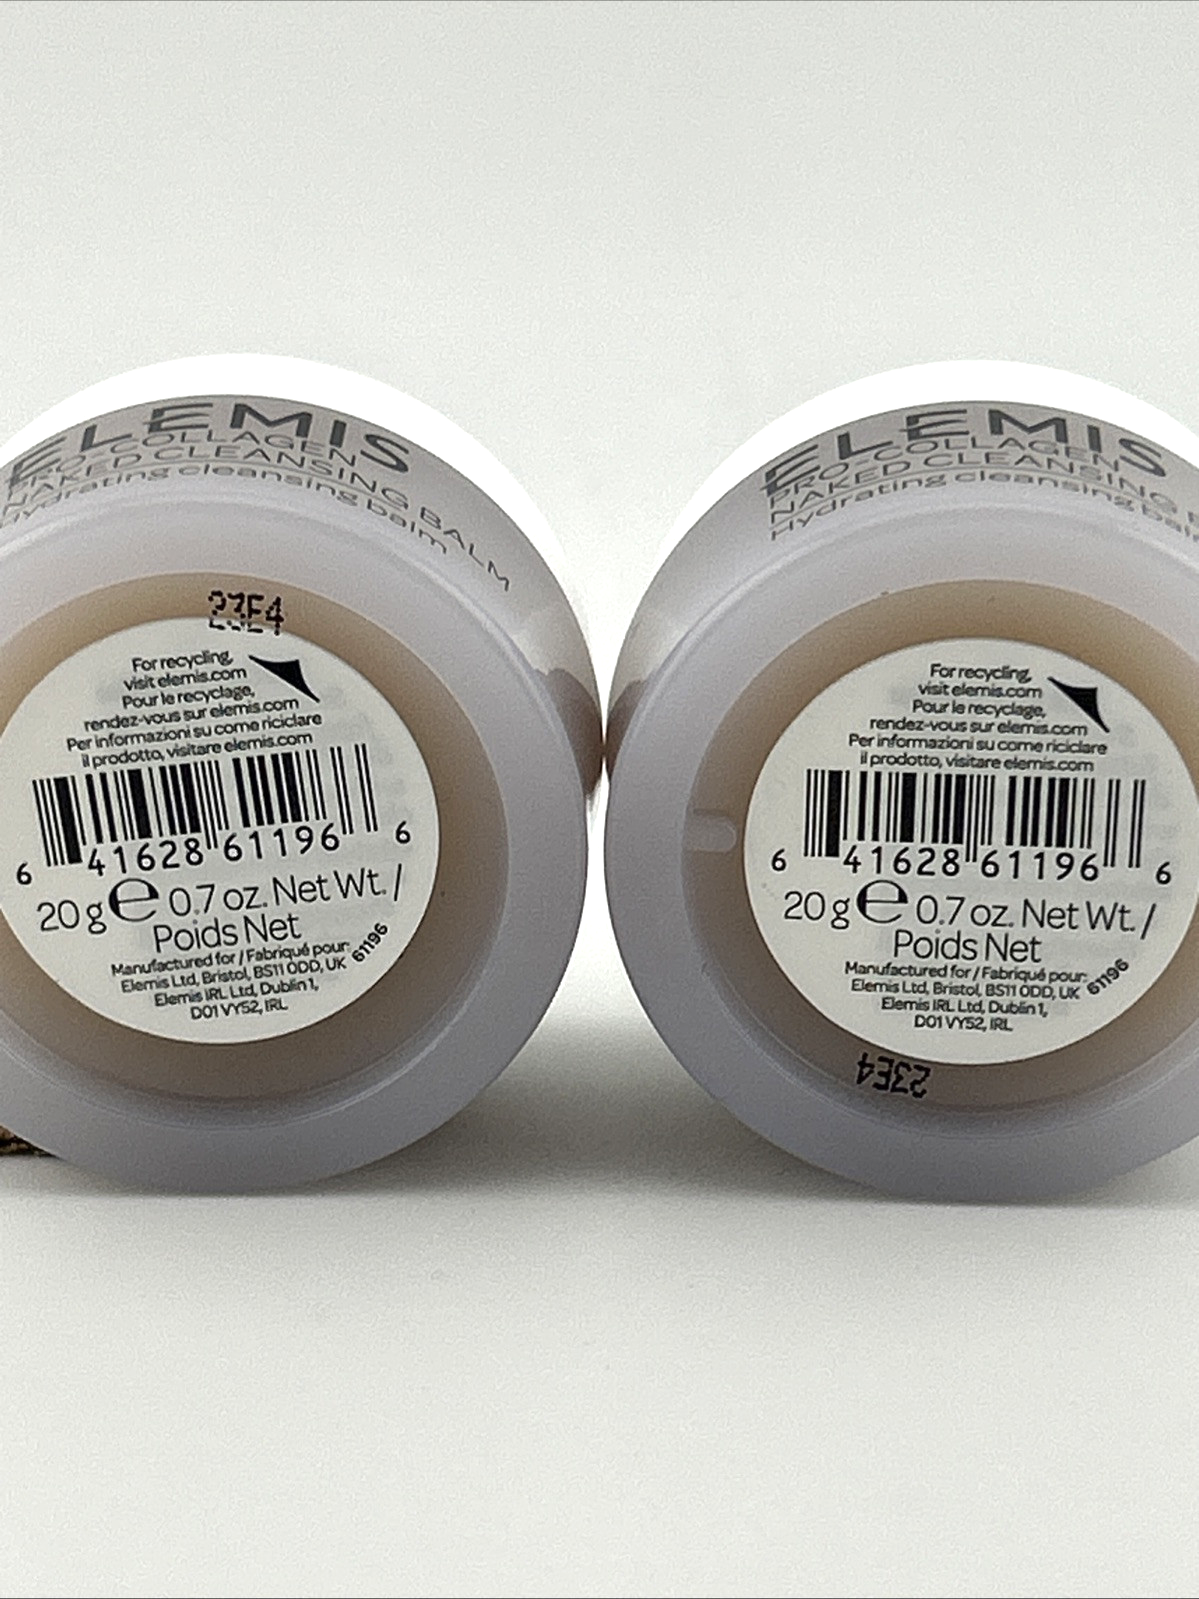 ELEMIS
PRO-COLLAGEN
NAKED CLEANSING BALM
Hydrating cleansing balm
23E4
For recycling,
visit elemis.com
Pour le recyclage,
rendez-vous sur elemis.com
Per informazioni su come riciclare
il prodotto, visitare elemis.com
6 41628 61196 6
20 g e 0.7 oz. Net Wt. /
Poids Net
Manufactured for / Fabriqué pour:
Elemis Ltd, Bristol, BS11 0DD, UK
Elemis IRL Ltd, Dublin 1,
D01 VY52, IRL
61196
ELEMIS
PRO-COLLAGEN
NAKED CLEANSING
Hydrating cleansing balm
For recycling,
visit elemis.com
Pour le recyclage,
rendez-vous sur elemis.com
Per informazioni su come riciclare
il prodotto, visitare elemis.com
6 41628 61196 6
20 g e 0.7 oz. Net Wt. /
Poids Net
Manufactured for / Fabriqué pour:
Elemis Ltd, Bristol, BS11 0DD, UK
Elemis IRL Ltd, Dublin 1,
D01 VY52, IRL
61196
23E4